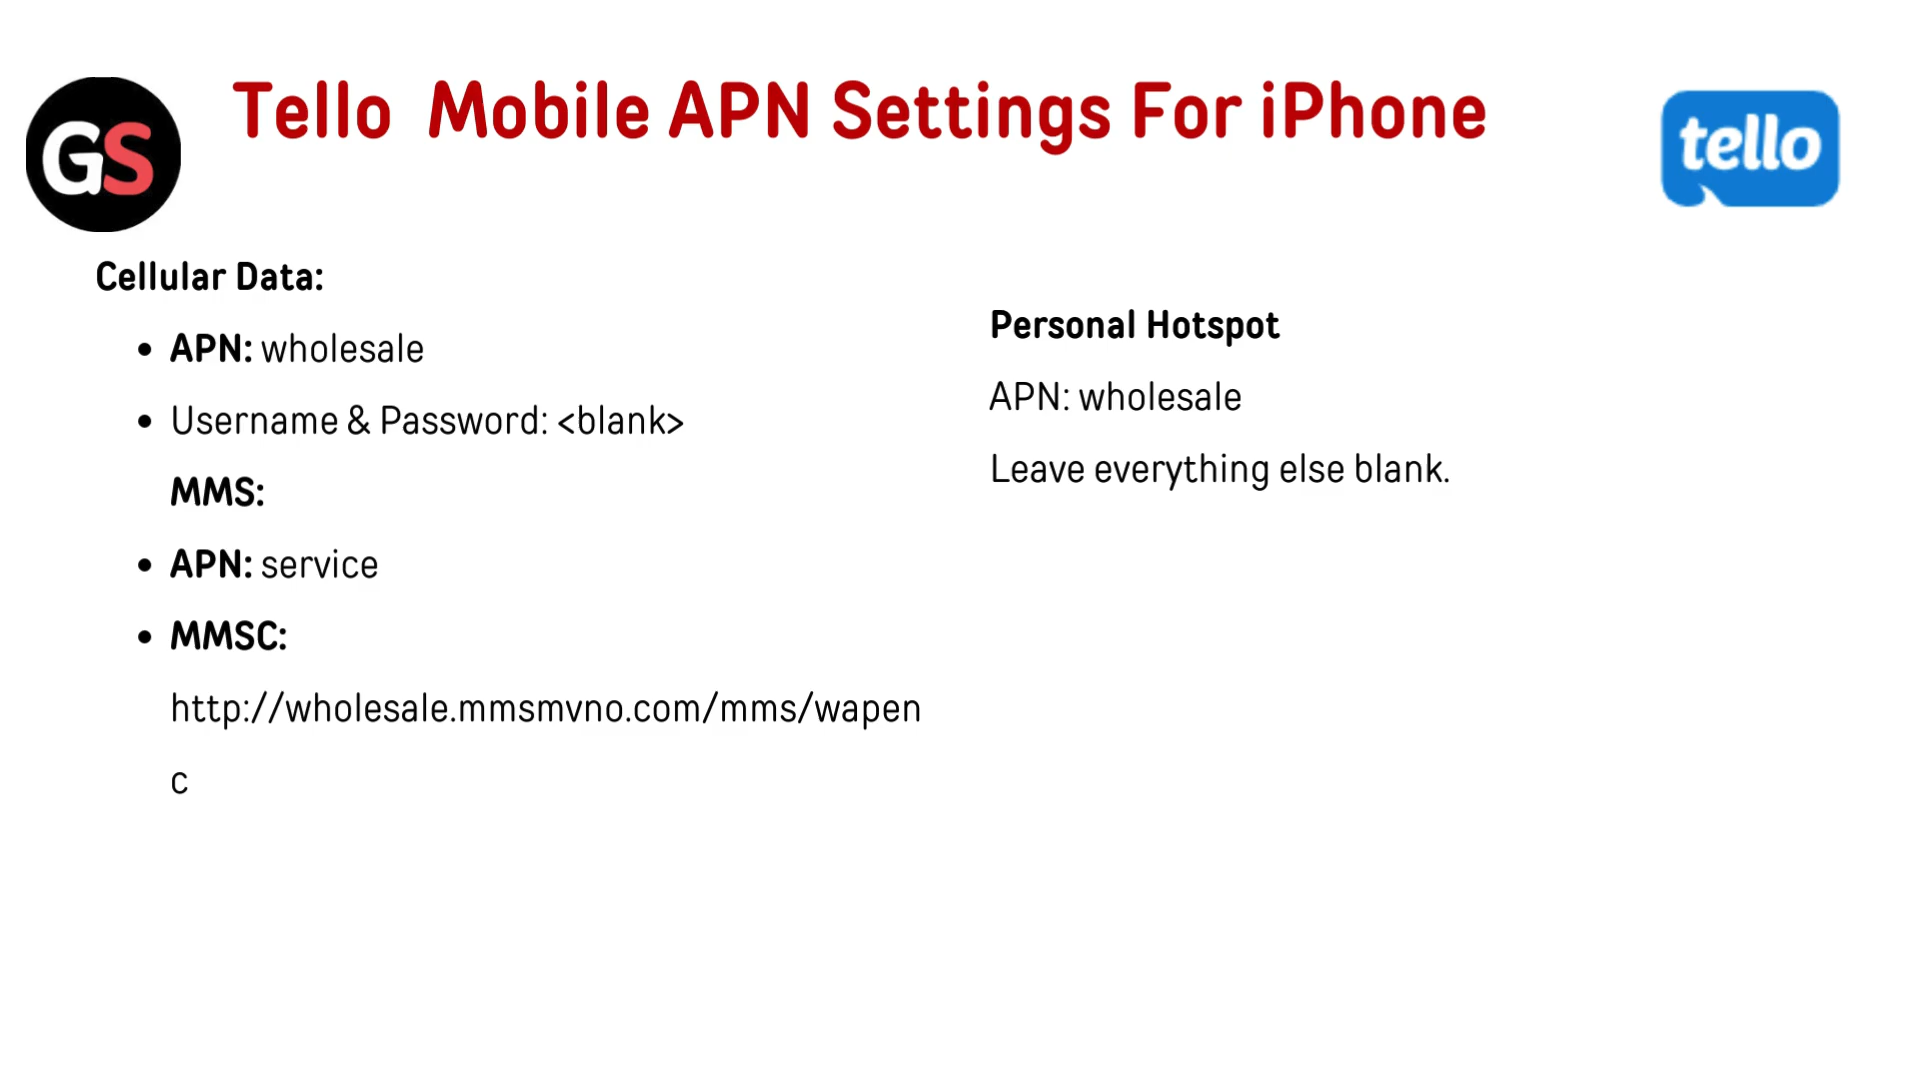 GS
Tello Mobile APN Settings For iPhone
tello
Cellular Data:
• APN: wholesale
• Username & Password: <blank>
MMS:
• APN: service
• MMSC:
http://wholesale.mmsmvno.com/mms/wapen
c
Personal Hotspot
APN: wholesale
Leave everything else blank.